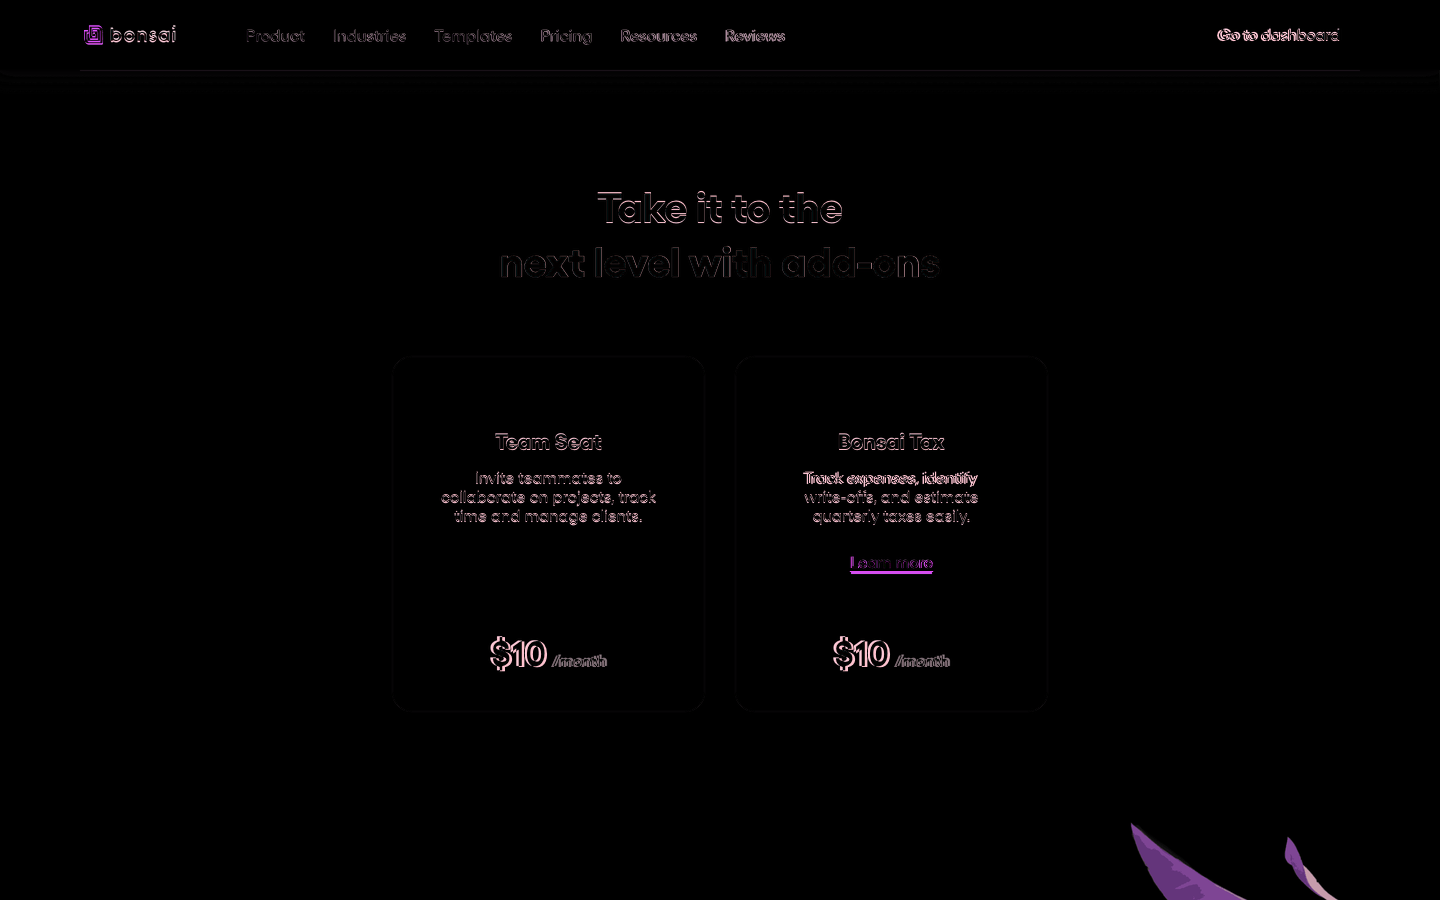 bonsai
Product Industries Templates Pricing Resources Reviews
Go to dashboard
Take it to the
next level with add-ons
Team Seat
Invite teammates to
collaborate on projects, track
time and manage clients.
$10 /month
Bonsai Tax
Track expenses, identify
write-offs, and estimate
quarterly taxes easily.
Learn more
$10 /month